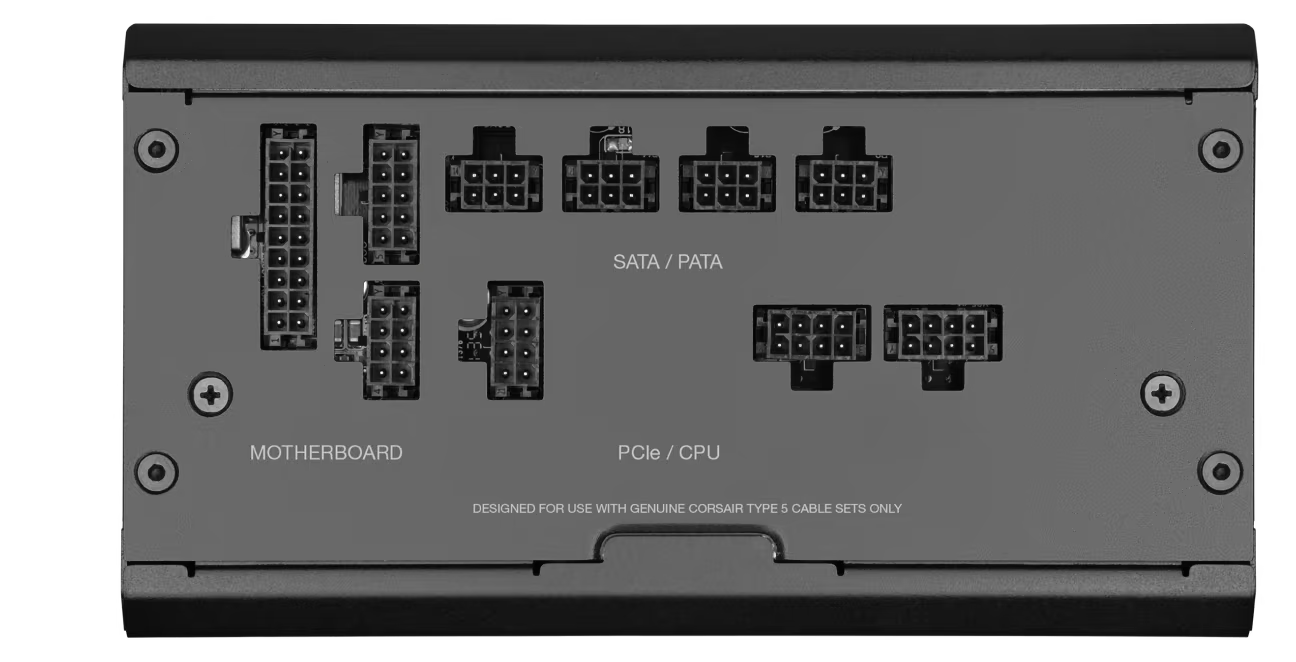 SATA / PATA
MOTHERBOARD
PCIe / CPU
DESIGNED FOR USE WITH GENUINE CORSAIR TYPE 5 CABLE SETS ONLY